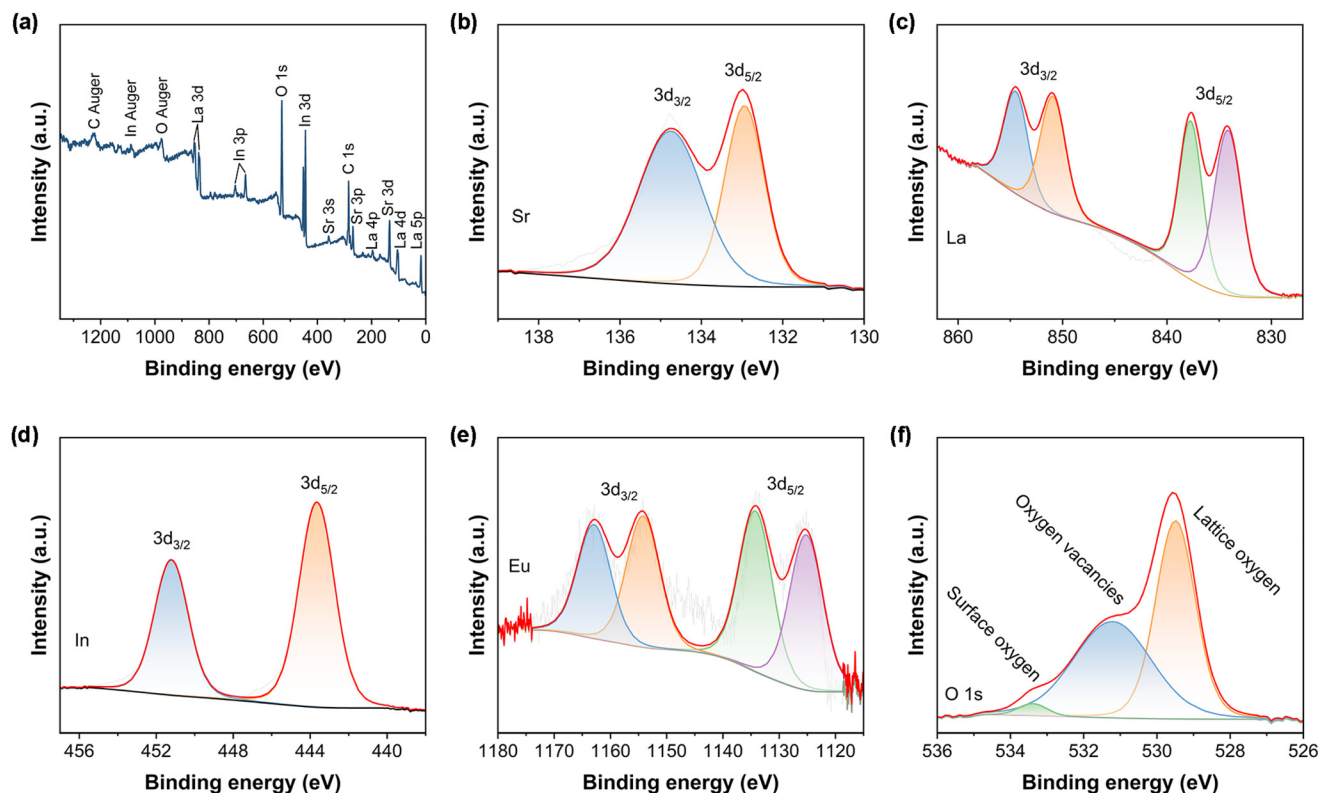 (a)
C Auger
In Auger
O Auger
La 3d
In 3p
O 1s
In 3d
Sr 3s
C 1s
Sr 3p
La 4p
Sr 3d
La 4d
La 5p
Intensity (a.u.)
1200 1000 800 600 400 200 0
Binding energy (eV)
(b)
3d3/2
3d5/2
Sr
Intensity (a.u.)
138 136 134 132 130
Binding energy (eV)
(c)
3d3/2
3d5/2
La
Intensity (a.u.)
860 850 840 830
Binding energy (eV)
(d)
3d3/2
3d5/2
In
Intensity (a.u.)
456 452 448 444 440
Binding energy (eV)
(e)
3d3/2
3d5/2
Eu
Intensity (a.u.)
1180 1170 1160 1150 1140 1130 1120
Binding energy (eV)
(f)
Surface oxygen
Oxygen vacancies
Lattice oxygen
O 1s
Intensity (a.u.)
536 535 533 531 529 528 526
Binding energy (eV)